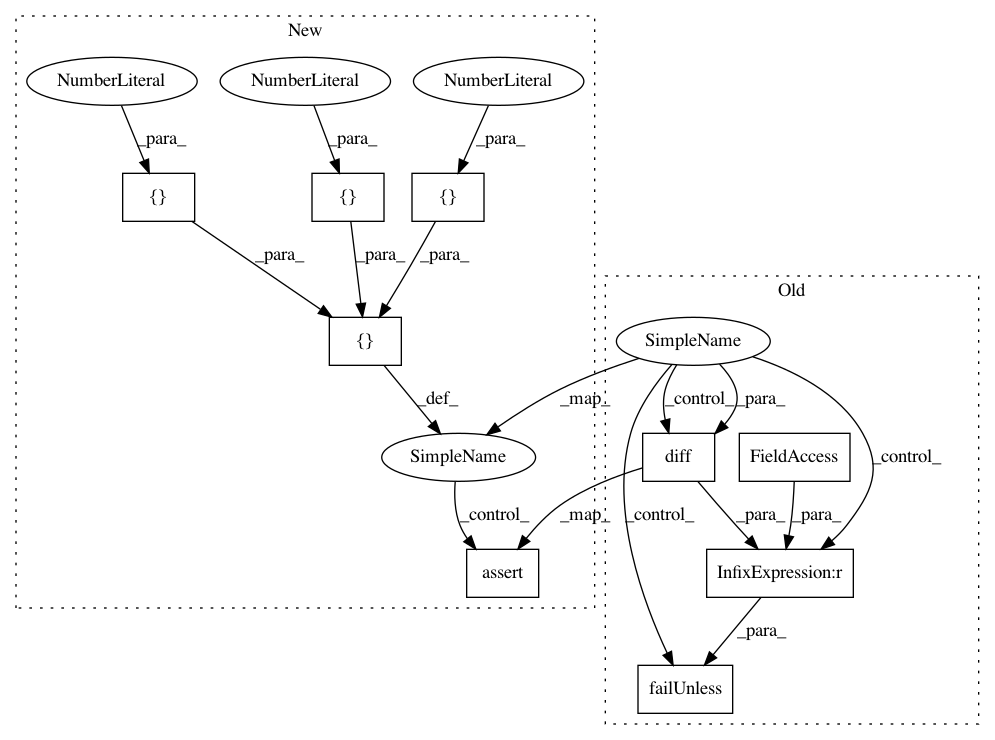 New
NumberLiteral
NumberLiteral
NumberLiteral
_para_
_para_
_para_
{}
{}
{}
_para_
_para_
_para_
Old
{}
SimpleName
_def_
_map_
_control_
_para_
_control_
SimpleName
diff
FieldAccess
_control_
_map_
_control_
_para_
_para_
assert
InfixExpression:r
_para_
failUnless